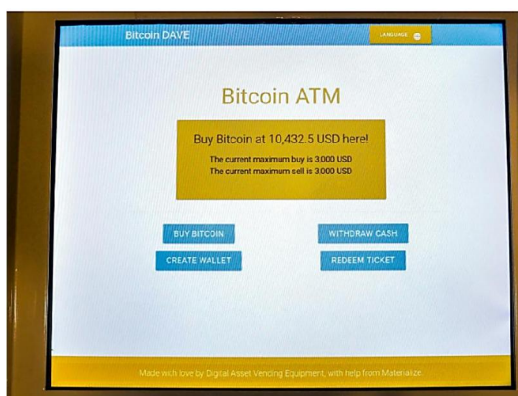 Bitcoin DAVE
LANGUAGE
Bitcoin ATM
Buy Bitcoin at 10,432.5 USD here!
The current maximum buy is 3.000 USD
The current maximum sell is 3.000 USD
BUY BITCOIN
WITHDRAW CASH
CREATE WALLET
REDEEM TICKET
Made with love by Digital Asset Vending Equipment, with help from Materialize.